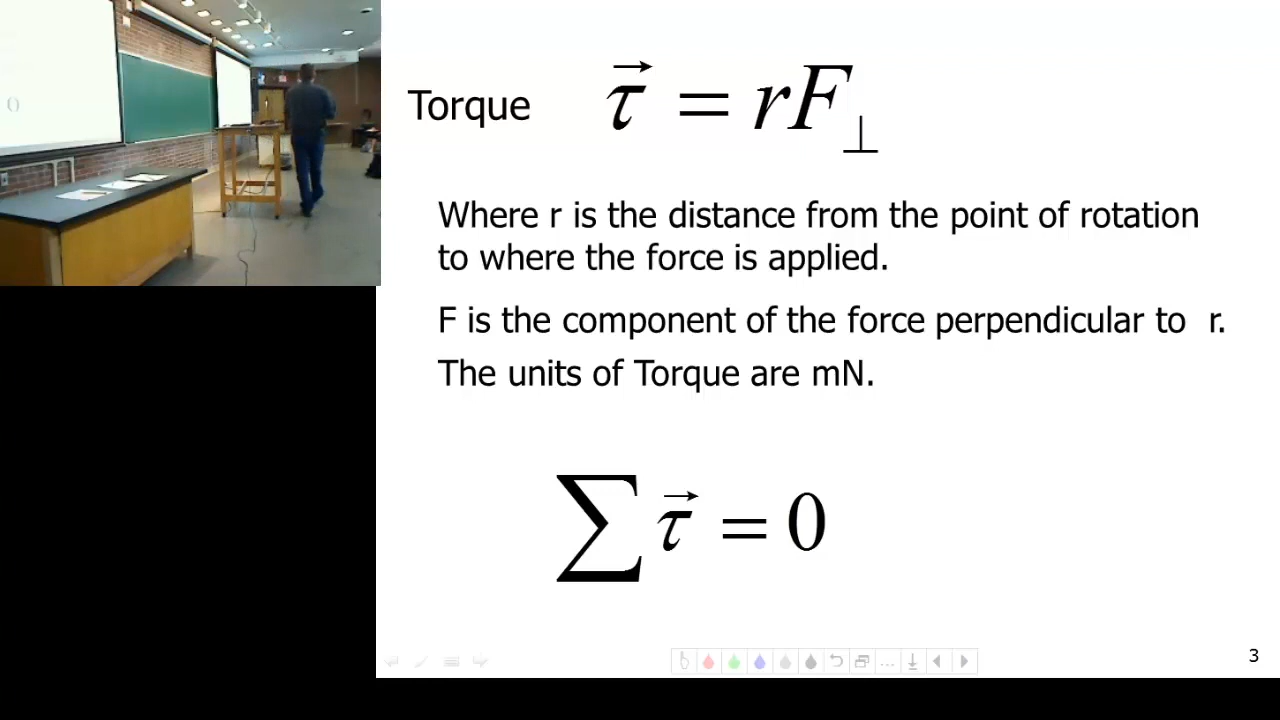 Torque
τ⃗ = rF⊥
Where r is the distance from the point of rotation
to where the force is applied.
F is the component of the force perpendicular to r.
The units of Torque are mN.
∑ τ⃗ = 0
3
0